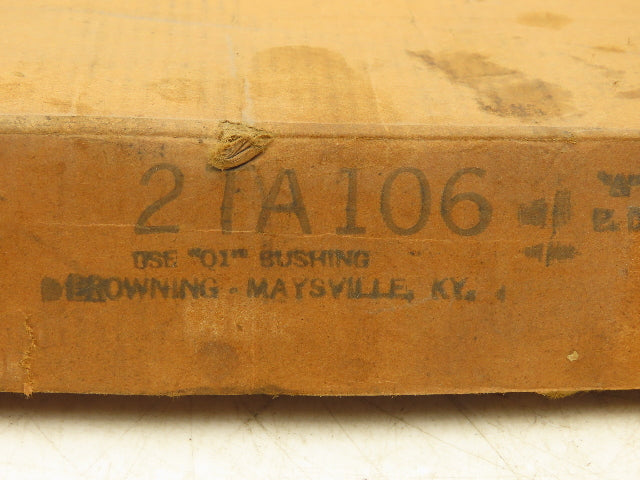 2TA106
USE "Q1" BUSHING
BROWNING - MAYSVILLE, KY.